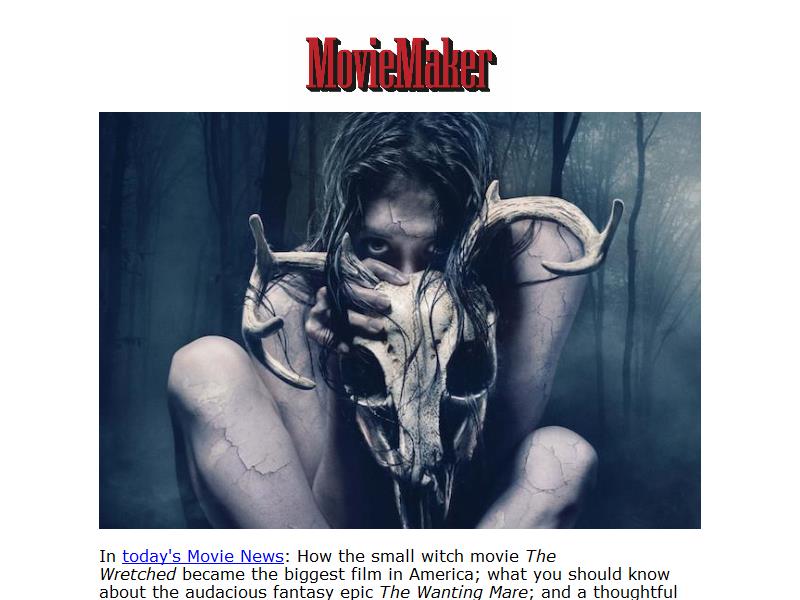 MovieMaker
In today's Movie News: How the small witch movie The
Wretched became the biggest film in America; what you should know
about the audacious fantasy epic The Wanting Mare; and a thoughtful